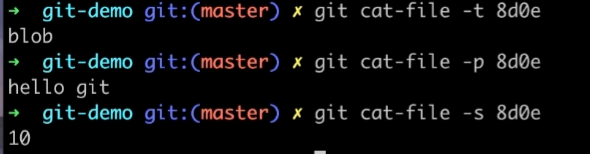 ➜ git-demo git:(master) ✗ git cat-file -t 8d0e
blob
➜ git-demo git:(master) ✗ git cat-file -p 8d0e
hello git
➜ git-demo git:(master) ✗ git cat-file -s 8d0e
10